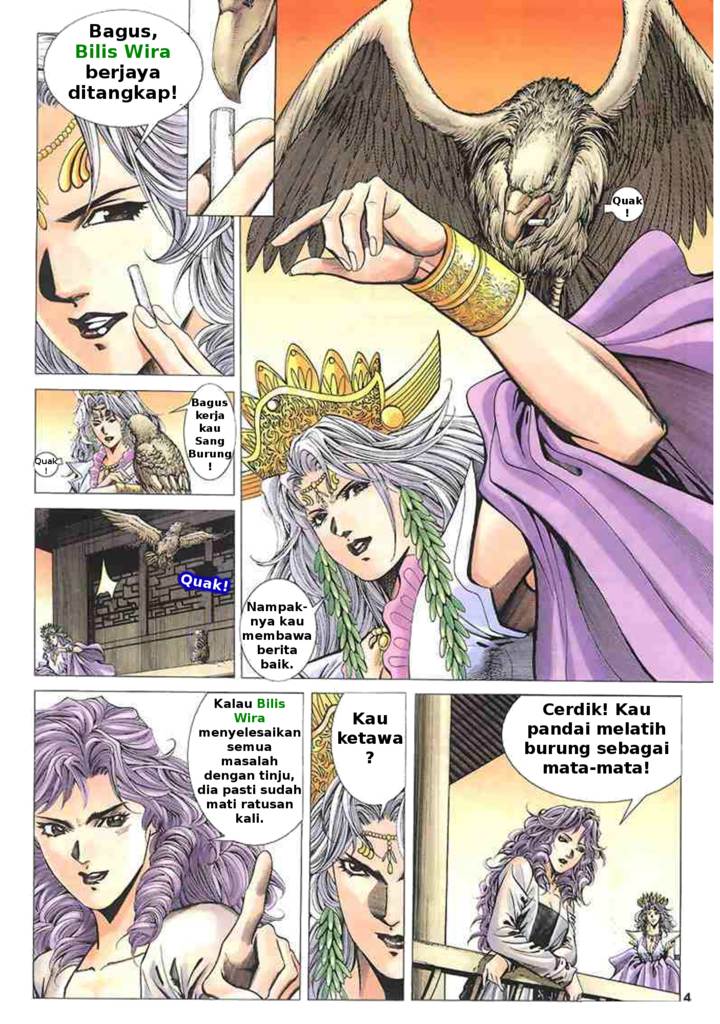 Bagus,
Bilis Wira
berjaya
ditangkap!
Quak
!
Bagus
kerja
kau
Sang
Burung
!
Quak
!
Quak!
Nampak-
nya kau
membawa
berita
baik.
Kalau Bilis
Wira
menyelesaikan
semua
masalah
dengan tinju,
dia pasti sudah
mati ratusan
kali.
Kau
ketawa
?
Cerdik! Kau
pandai melatih
burung sebagai
mata-mata!
4